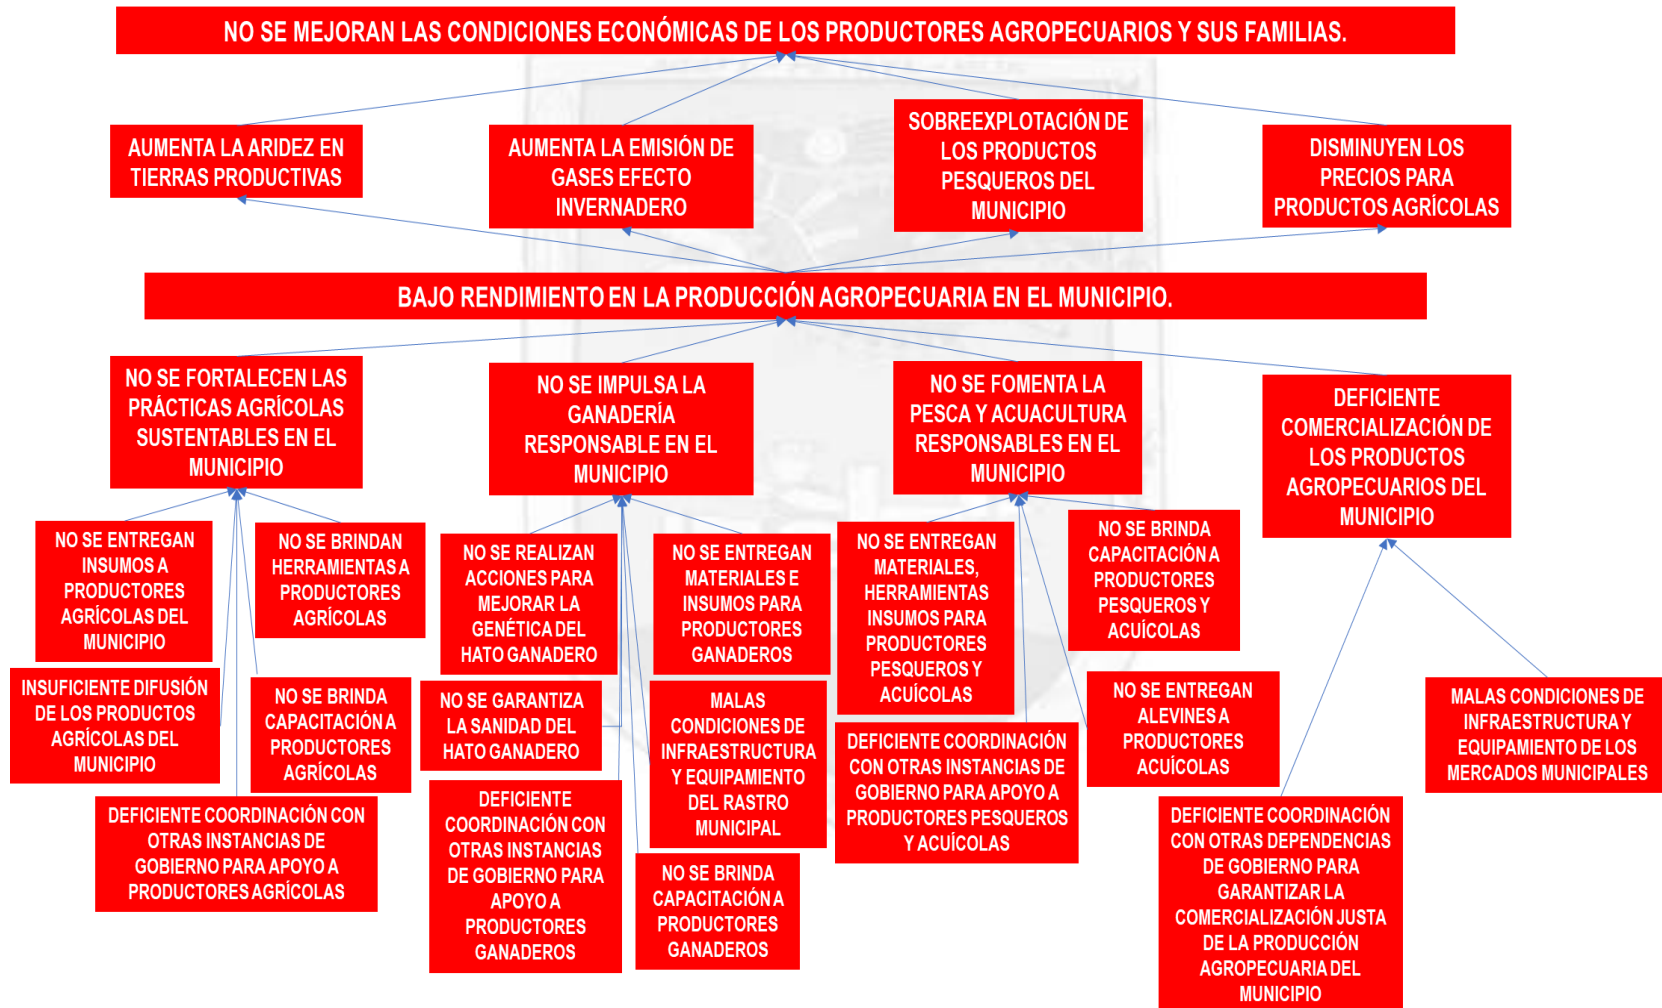 NO SE MEJORAN LAS CONDICIONES ECONÓMICAS DE LOS PRODUCTORES AGROPECUARIOS Y SUS FAMILIAS.
AUMENTA LA ARIDEZ EN
TIERRAS PRODUCTIVAS
AUMENTA LA EMISIÓN DE
GASES EFECTO
INVERNADERO
SOBREEXPLOTACIÓN DE
LOS PRODUCTOS
PESQUEROS DEL
MUNICIPIO
DISMINUYEN LOS
PRECIOS PARA
PRODUCTOS AGRÍCOLAS
BAJO RENDIMIENTO EN LA PRODUCCIÓN AGROPECUARIA EN EL MUNICIPIO.
NO SE FORTALECEN LAS
PRÁCTICAS AGRÍCOLAS
SUSTENTABLES EN EL
MUNICIPIO
NO SE IMPULSA LA
GANADERÍA
RESPONSABLE EN EL
MUNICIPIO
NO SE FOMENTA LA
PESCA Y ACUACULTURA
RESPONSABLES EN EL
MUNICIPIO
DEFICIENTE
COMERCIALIZACIÓN DE
LOS PRODUCTOS
AGROPECUARIOS DEL
MUNICIPIO
NO SE ENTREGAN
INSUMOS A
PRODUCTORES
AGRÍCOLAS DEL
MUNICIPIO
NO SE BRINDAN
HERRAMIENTAS A
PRODUCTORES
AGRÍCOLAS
INSUFICIENTE DIFUSIÓN
DE LOS PRODUCTOS
AGRÍCOLAS DEL
MUNICIPIO
NO SE BRINDA
CAPACITACIÓN A
PRODUCTORES
AGRÍCOLAS
DEFICIENTE COORDINACIÓN CON
OTRAS INSTANCIAS DE
GOBIERNO PARA APOYO A
PRODUCTORES AGRÍCOLAS
NO SE REALIZAN
ACCIONES PARA
MEJORAR LA
GENÉTICA DEL
HATO GANADERO
NO SE ENTREGAN
MATERIALES E
INSUMOS PARA
PRODUCTORES
GANADEROS
NO SE GARANTIZA
LA SANIDAD DEL
HATO GANADERO
MALAS
CONDICIONES DE
INFRAESTRUCTURA
Y EQUIPAMIENTO
DEL RASTRO
MUNICIPAL
DEFICIENTE
COORDINACIÓN CON
OTRAS INSTANCIAS
DE GOBIERNO PARA
APOYO A
PRODUCTORES
GANADEROS
NO SE BRINDA
CAPACITACIÓN A
PRODUCTORES
GANADEROS
NO SE ENTREGAN
MATERIALES,
HERRAMIENTAS
INSUMOS PARA
PRODUCTORES
PESQUEROS Y
ACUÍCOLAS
NO SE BRINDA
CAPACITACIÓN A
PRODUCTORES
PESQUEROS Y
ACUÍCOLAS
DEFICIENTE COORDINACIÓN
CON OTRAS INSTANCIAS DE
GOBIERNO PARA APOYO A
PRODUCTORES PESQUEROS
Y ACUÍCOLAS
NO SE ENTREGAN
ALEVINES A
PRODUCTORES
ACUÍCOLAS
DEFICIENTE COORDINACIÓN
CON OTRAS DEPENDENCIAS
DE GOBIERNO PARA
GARANTIZAR LA
COMERCIALIZACIÓN JUSTA
DE LA PRODUCCIÓN
AGROPECUARIA DEL
MUNICIPIO
MALAS CONDICIONES DE
INFRAESTRUCTURA Y
EQUIPAMIENTO DE LOS
MERCADOS MUNICIPALES